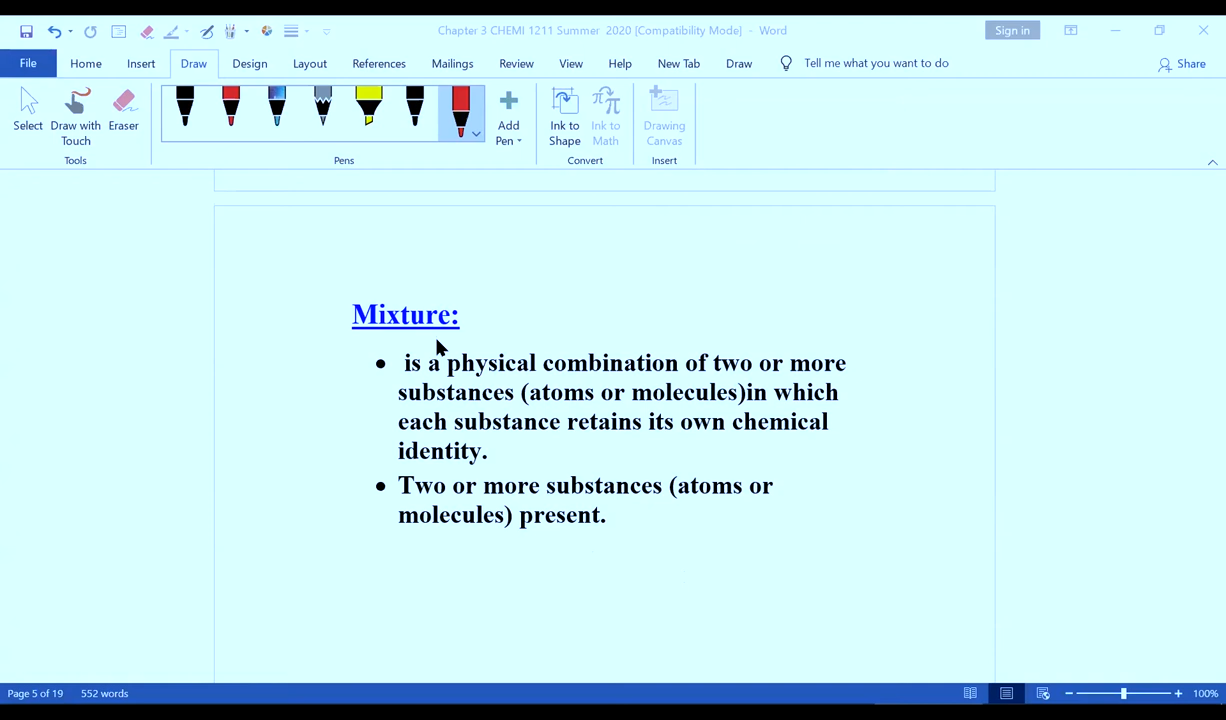 Chapter 3 CHEMI 1211 Summer 2020 [Compatibility Mode] - Word
Sign in
File Home Insert Draw Design Layout References Mailings Review View Help New Tab Draw Tell me what you want to do Share
Select Draw with Touch Eraser Add Pen Ink to Shape Ink to Math Drawing Canvas
Tools Pens Convert Insert
Mixture:
• is a physical combination of two or more
substances (atoms or molecules)in which
each substance retains its own chemical
identity.
• Two or more substances (atoms or
molecules) present.
Page 5 of 19 552 words 100%